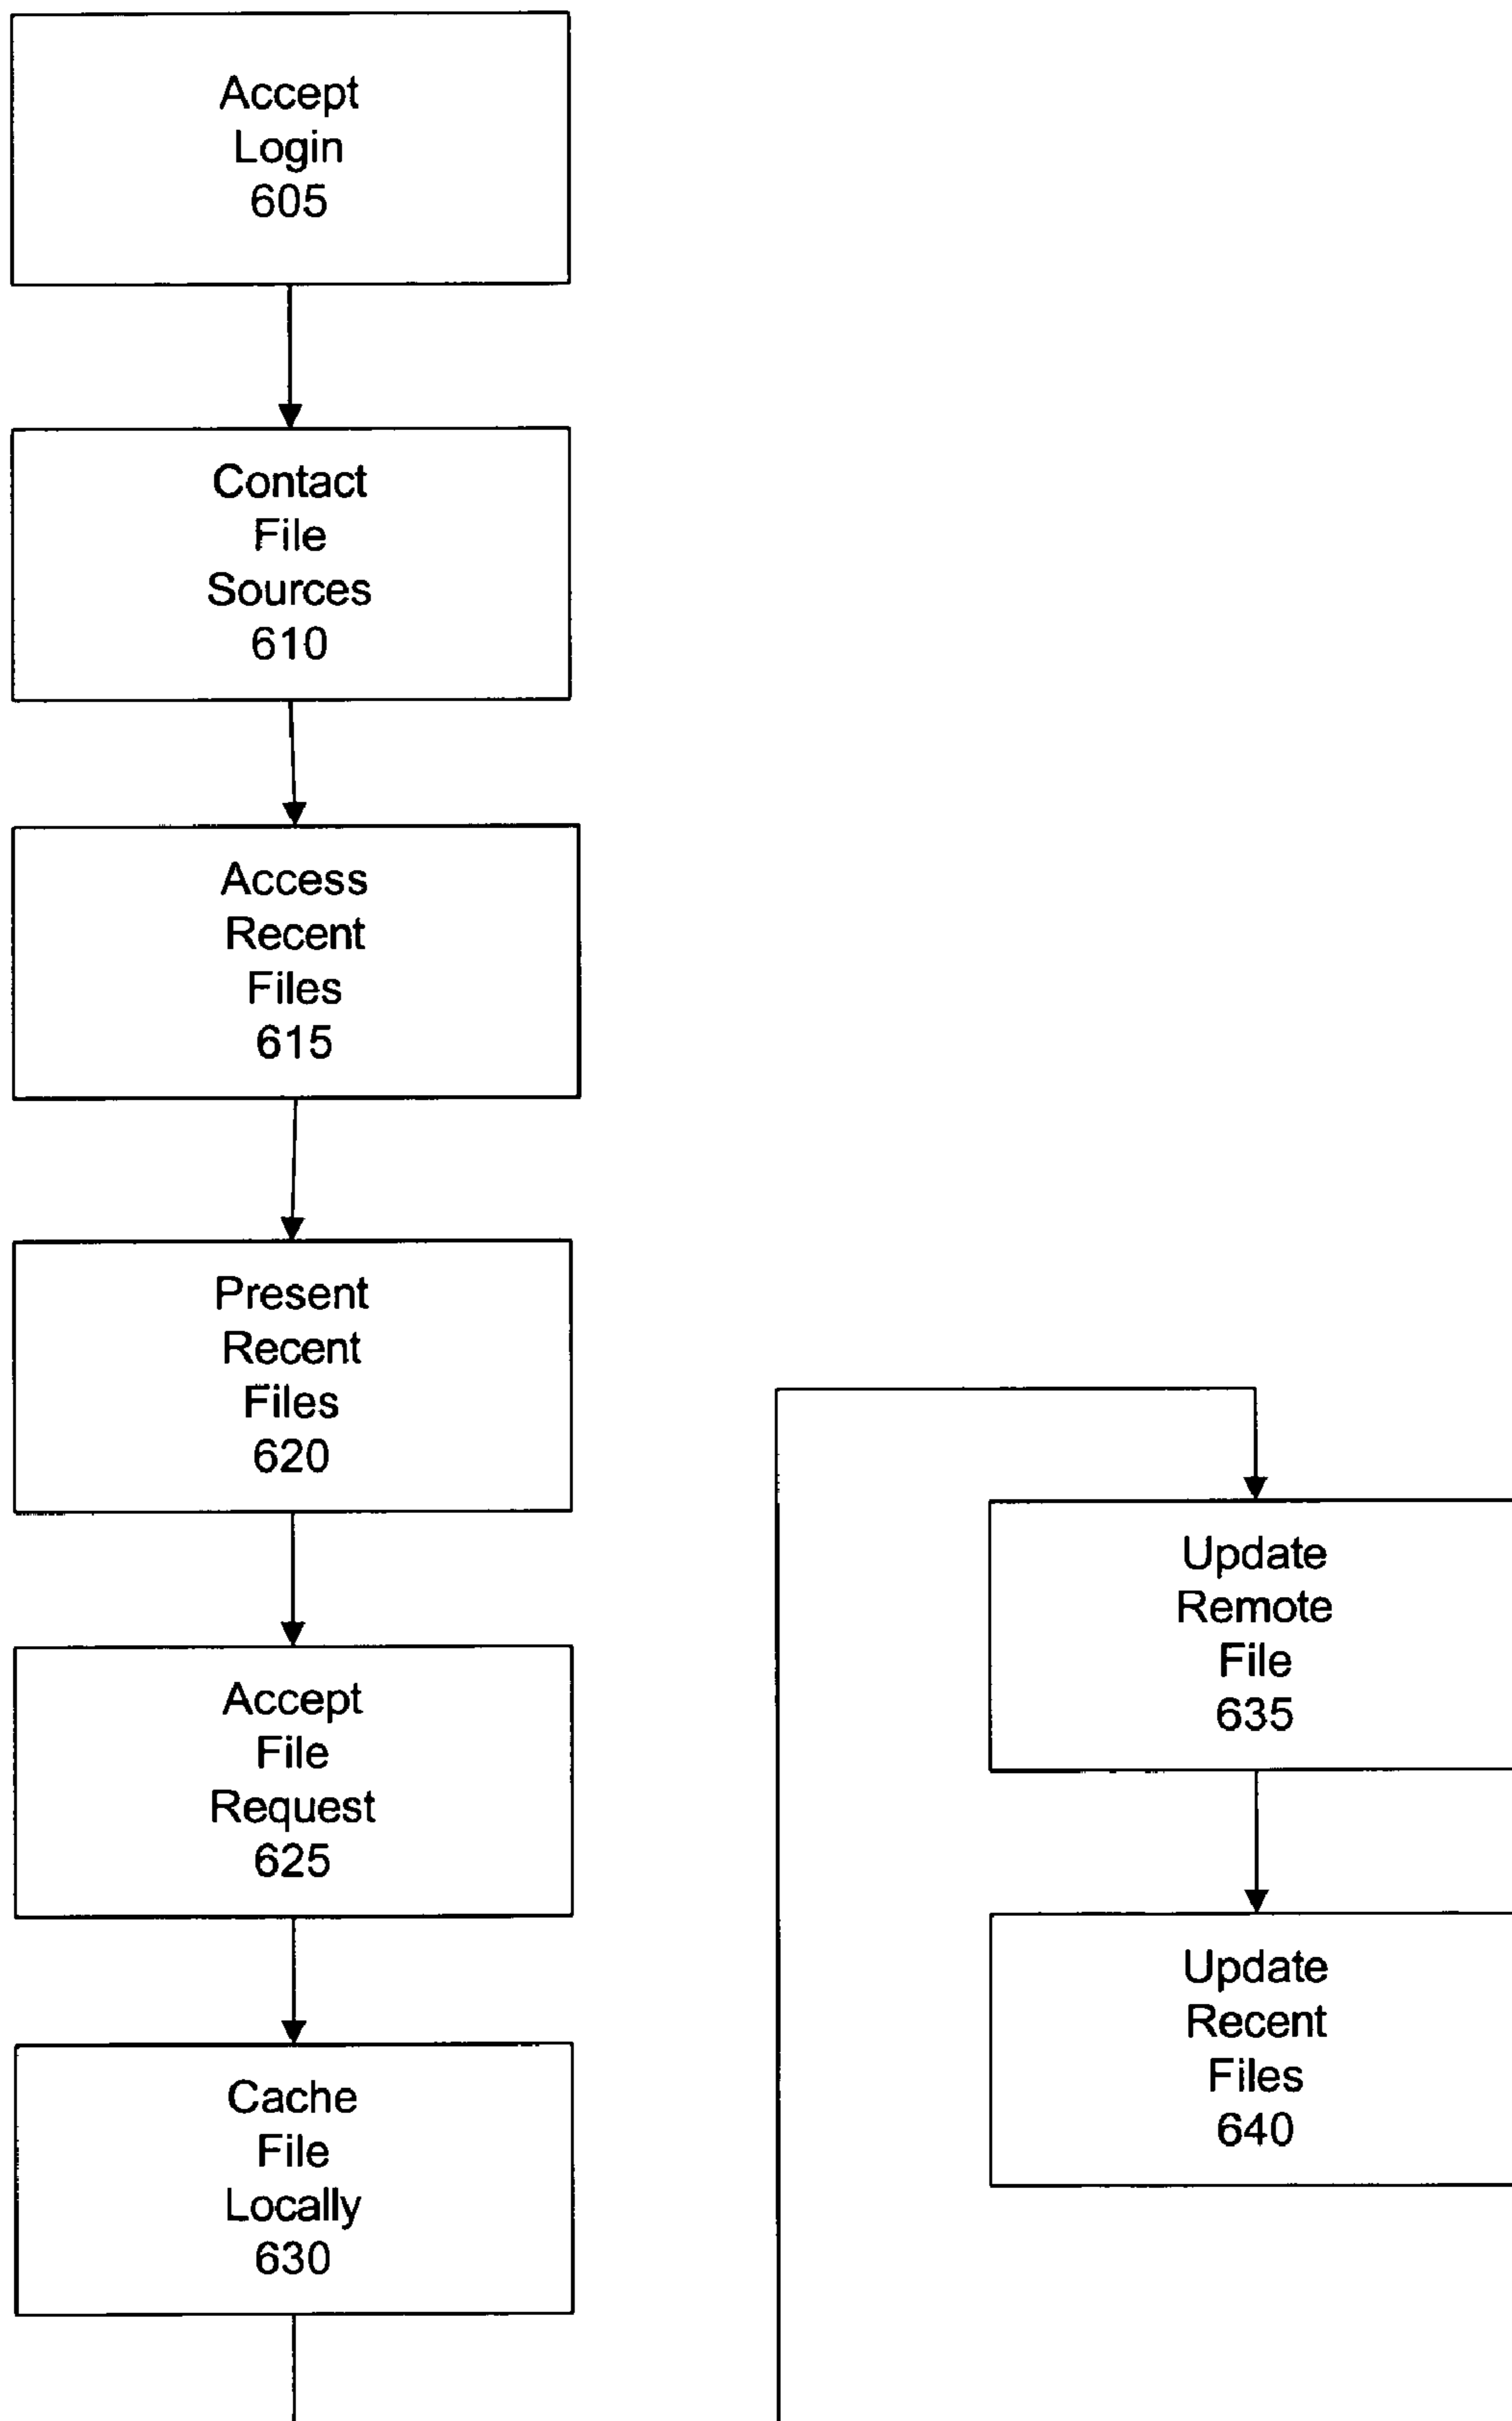 Accept
Login
605
Contact
File
Sources
610
Access
Recent
Files
615
Present
Recent
Files
620
Accept
File
Request
625
Cache
File
Locally
630
Update
Remote
File
635
Update
Recent
Files
640